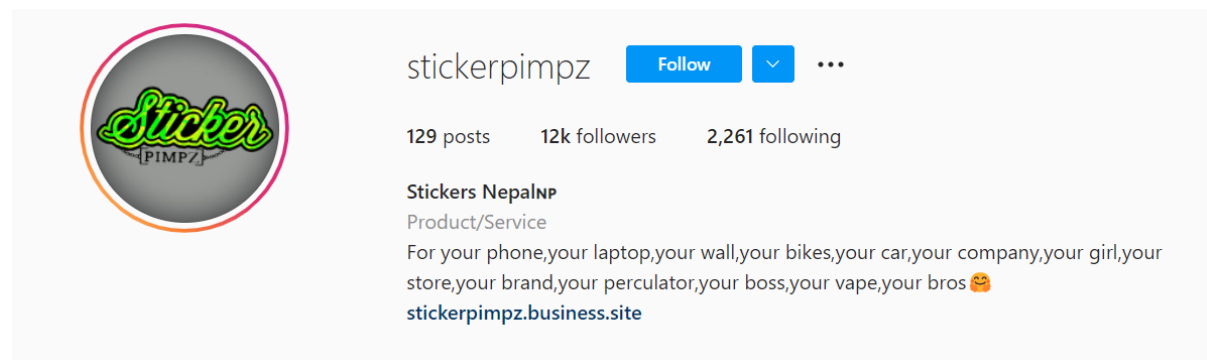 Sticker
PIMPZ
stickerpimpz Follow
129 posts 12k followers 2,261 following
Stickers NepalNP
Product/Service
For your phone,your laptop,your wall,your bikes,your car,your company,your girl,your
store,your brand,your perculator,your boss,your vape,your bros🤗
stickerpimpz.business.site